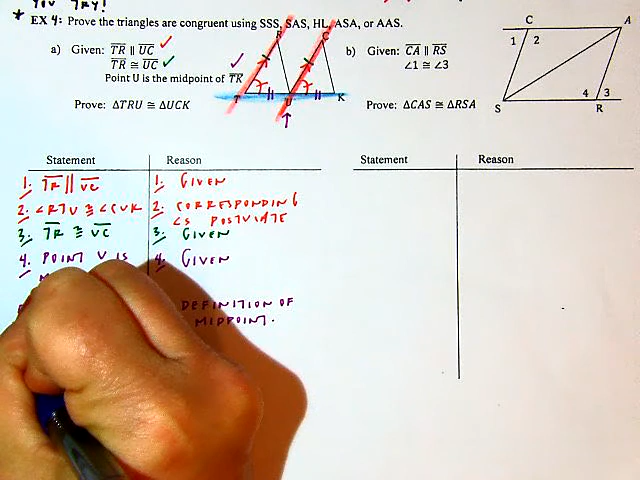 YOU TRY!
* EX 4: Prove the triangles are congruent using SSS, SAS, HL, ASA, or AAS.
a) Given: TR ∥ UC ✓
TR ≅ UC ✓
Point U is the midpoint of TK ✓
Prove: ΔTRU ≅ ΔUCK
R C
T U K
b) Given: CA ∥ RS
∠1 ≅ ∠3
Prove: ΔCAS ≅ ΔRSA
C A
1 2
4 3
S R
Statement Reason
1. TR ∥ UC 1. GIVEN
2. ∠RTU ≅ ∠CUK 2. CORRESPONDING
∠S POSTULATE
3. TR ≅ UC 3. GIVEN
4. POINT U IS 4. GIVEN
DEFINITION OF
MIDPOINT.
Statement Reason